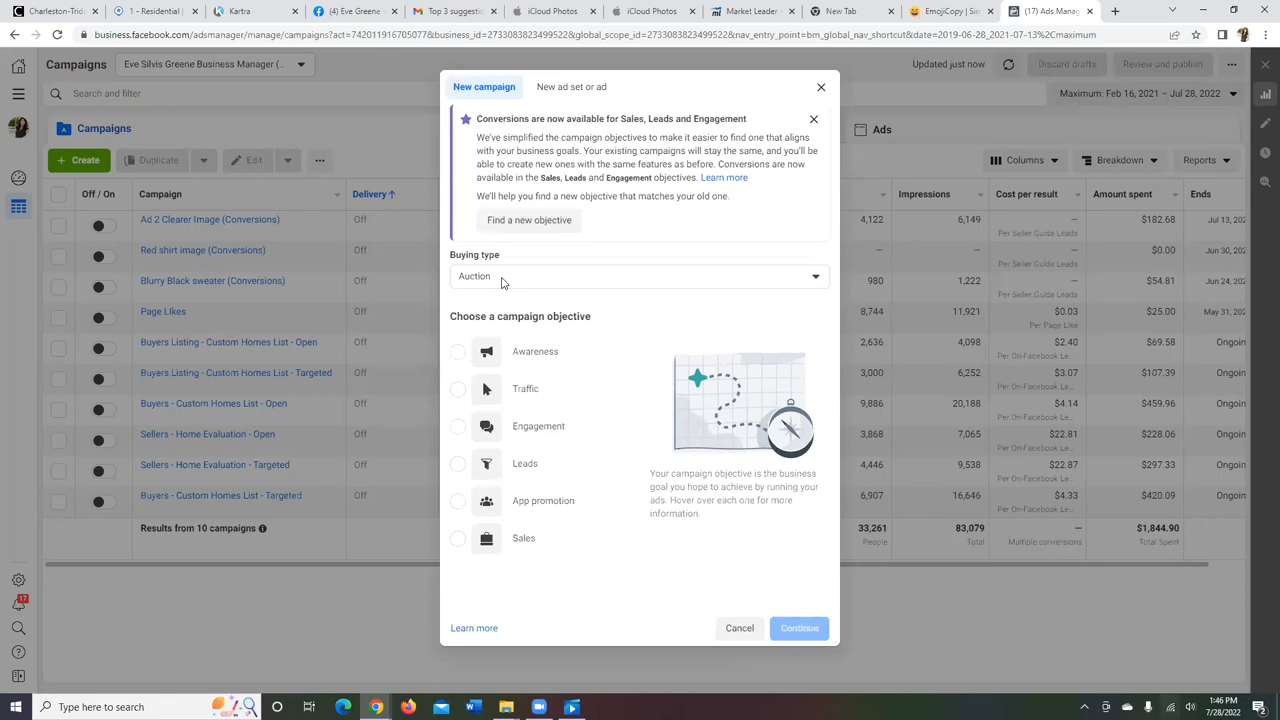 Charleston-Trident
1 - Residential
Kartra
(3) Eve Greene
Top 5 Mistakes
iCloud Photos
iCloud Photos
Market Leader -
New Tab
EmojiCopy | Sim
(17) Ads Manag
business.facebook.com/adsmanager/manage/campaigns?act=742011916705077&business_id=2733083823499522&global_scope_id=2733083823499522&nav_entry_point=bm_global_nav_shortcut&date=2019-06-28_2021-07-13%2Cmaximum
Campaigns
Eve Silvis Greene Business Manager (
Updated just now
Discard drafts
Review and publish
Search and filter
Maximum: Feb 16, 2021 – Jul 28, 2022
Campaigns
Ads
+ Create
Duplicate
Edit
Columns
Breakdown
Reports
Off / On
Campaign
Delivery ↑
Impressions
Cost per result
Amount spent
Ends
Ad 2 Clearer Image (Conversions)
Off
4,122
6,149
—
Per Seller Guide Leads
$182.68
Jul 13, 202
Red shirt image (Conversions)
Off
—
—
—
Per Seller Guide Leads
$0.00
Jun 30, 202
Blurry Black sweater (Conversions)
Off
980
1,222
—
Per Seller Guide Leads
$54.81
Jun 24, 202
Page LIkes
Off
8,744
11,921
$0.03
Per Page Like
$25.00
May 31, 202
Buyers Listing - Custom Homes List - Open
Off
2,636
4,098
$2.40
Per On-Facebook Le...
$69.58
Ongoin
Buyers Listing - Custom Homes List - Targeted
Off
3,000
6,252
$3.07
Per On-Facebook Le...
$107.39
Ongoin
Buyers - Custom Homes List - Open
Off
9,886
20,188
$4.14
Per On-Facebook Le...
$459.96
Ongoin
Sellers - Home Evaluation - Open
Off
3,868
7,065
$22.81
Per On-Facebook Le...
$228.06
Ongoin
Sellers - Home Evaluation - Targeted
Off
4,446
9,538
$22.87
Per On-Facebook Le...
$297.33
Ongoin
Buyers - Custom Homes List - Targeted
Off
6,907
16,646
$4.33
Per On-Facebook Le...
$420.09
Ongoin
Results from 10 campaigns
33,261
People
83,079
Total
—
Multiple conversions
$1,844.90
Total Spent
17
New campaign
New ad set or ad
Conversions are now available for Sales, Leads and Engagement
We've simplified the campaign objectives to make it easier to find one that aligns
with your business goals. Your existing campaigns will stay the same, and you'll be
able to create new ones with the same features as before. Conversions are now
available in the Sales, Leads and Engagement objectives. Learn more
We'll help you find a new objective that matches your old one.
Find a new objective
Buying type
Auction
Choose a campaign objective
Awareness
Traffic
Engagement
Leads
App promotion
Sales
Your campaign objective is the business
goal you hope to achieve by running your
ads. Hover over each one for more
information.
Learn more
Cancel
Continue
Type here to search
1:46 PM
7/28/2022